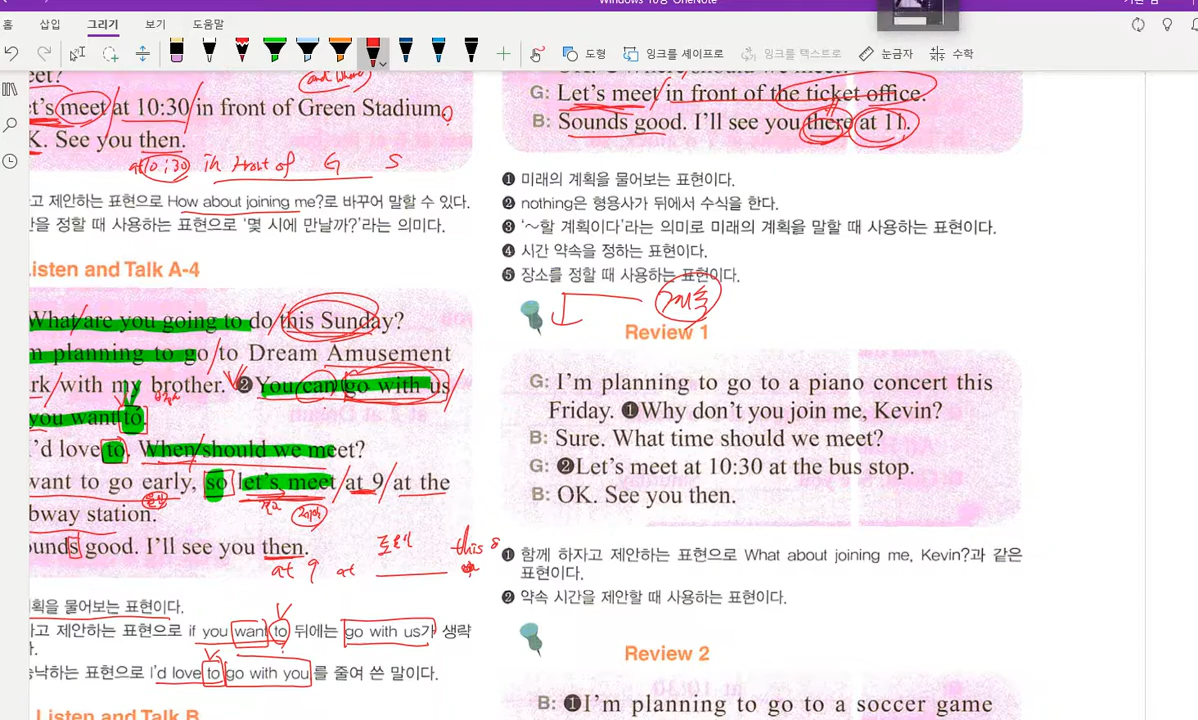 Windows 10용 OneNote
홈 삽입 그리기 보기 도움말
도형 잉크를 셰이프로 잉크를 텍스트로 눈금자 수학
eet?
and where
et's meet at 10:30 in front of Green Stadium.
K. See you then.
at 10:30 in front of G S
고 제안하는 표현으로 How about joining me?로 바꾸어 말할 수 있다.
간을 정할 때 사용하는 표현으로 '몇 시에 만날까?'라는 의미다.
Listen and Talk A-4
What are you going to do this Sunday?
m planning to go to Dream Amusement
rk with my brother. ❷You can go with us
you want to.
I'd love to. When should we meet?
want to go early, so let's meet at 9 at the
bway station.
ounds good. I'll see you then.
at 9 at this
획을 물어보는 표현이다.
하고 제안하는 표현으로 if you want to 뒤에는 go with us가 생략
다.
승낙하는 표현으로 I'd love to go with you를 줄여 쓴 말이다.
Listen and Talk B
G: Let's meet in front of the ticket office.
B: Sounds good. I'll see you there at 11.
❶ 미래의 계획을 물어보는 표현이다.
❷ nothing은 형용사가 뒤에서 수식을 한다.
❸ '~할 계획이다'라는 의미로 미래의 계획을 말할 때 사용하는 표현이다.
❹ 시간 약속을 정하는 표현이다.
❺ 장소를 정할 때 사용하는 표현이다.
Review 1
G: I'm planning to go to a piano concert this
Friday. ❶Why don't you join me, Kevin?
B: Sure. What time should we meet?
G: ❷Let's meet at 10:30 at the bus stop.
B: OK. See you then.
❶ 함께 하자고 제안하는 표현으로 What about joining me, Kevin?과 같은
표현이다.
❷ 약속 시간을 제안할 때 사용하는 표현이다.
Review 2
B: ❶I'm planning to go to a soccer game